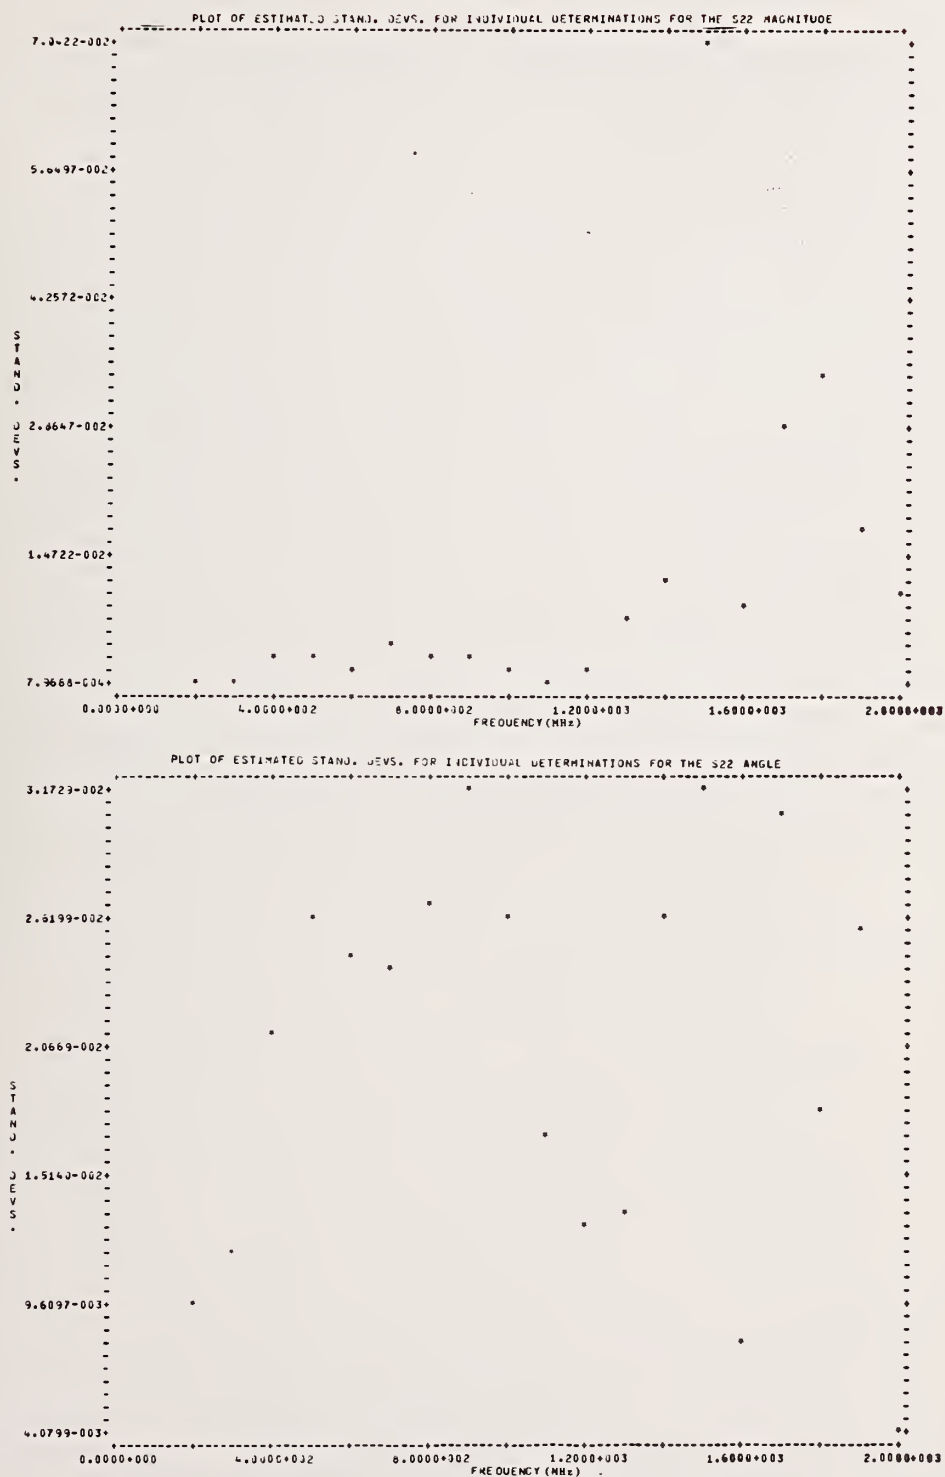 PLOT OF ESTIMATED STAND. DEVS. FOR INDIVIDUAL DETERMINATIONS FOR THE S22 MAGNITUDE
7.0422-002+
5.6497-002+
4.2572-002+
STAND. DEVS.
2.8647-002+
1.4722-002+
7.9668-004+
0.0000+000 4.0000+002 8.0000+002 1.2000+003 1.6000+003 2.0000+003
FREQUENCY(MHz)
PLOT OF ESTIMATED STAND. DEVS. FOR INDIVIDUAL DETERMINATIONS FOR THE S22 ANGLE
3.1729-002+
2.6199-002+
2.0669-002+
STAND. DEVS.
1.5140-002+
9.6097-003+
4.0799-003+
0.0000+000 4.0000+002 8.0000+002 1.2000+003 1.6000+003 2.0000+003
FREQUENCY(MHz)